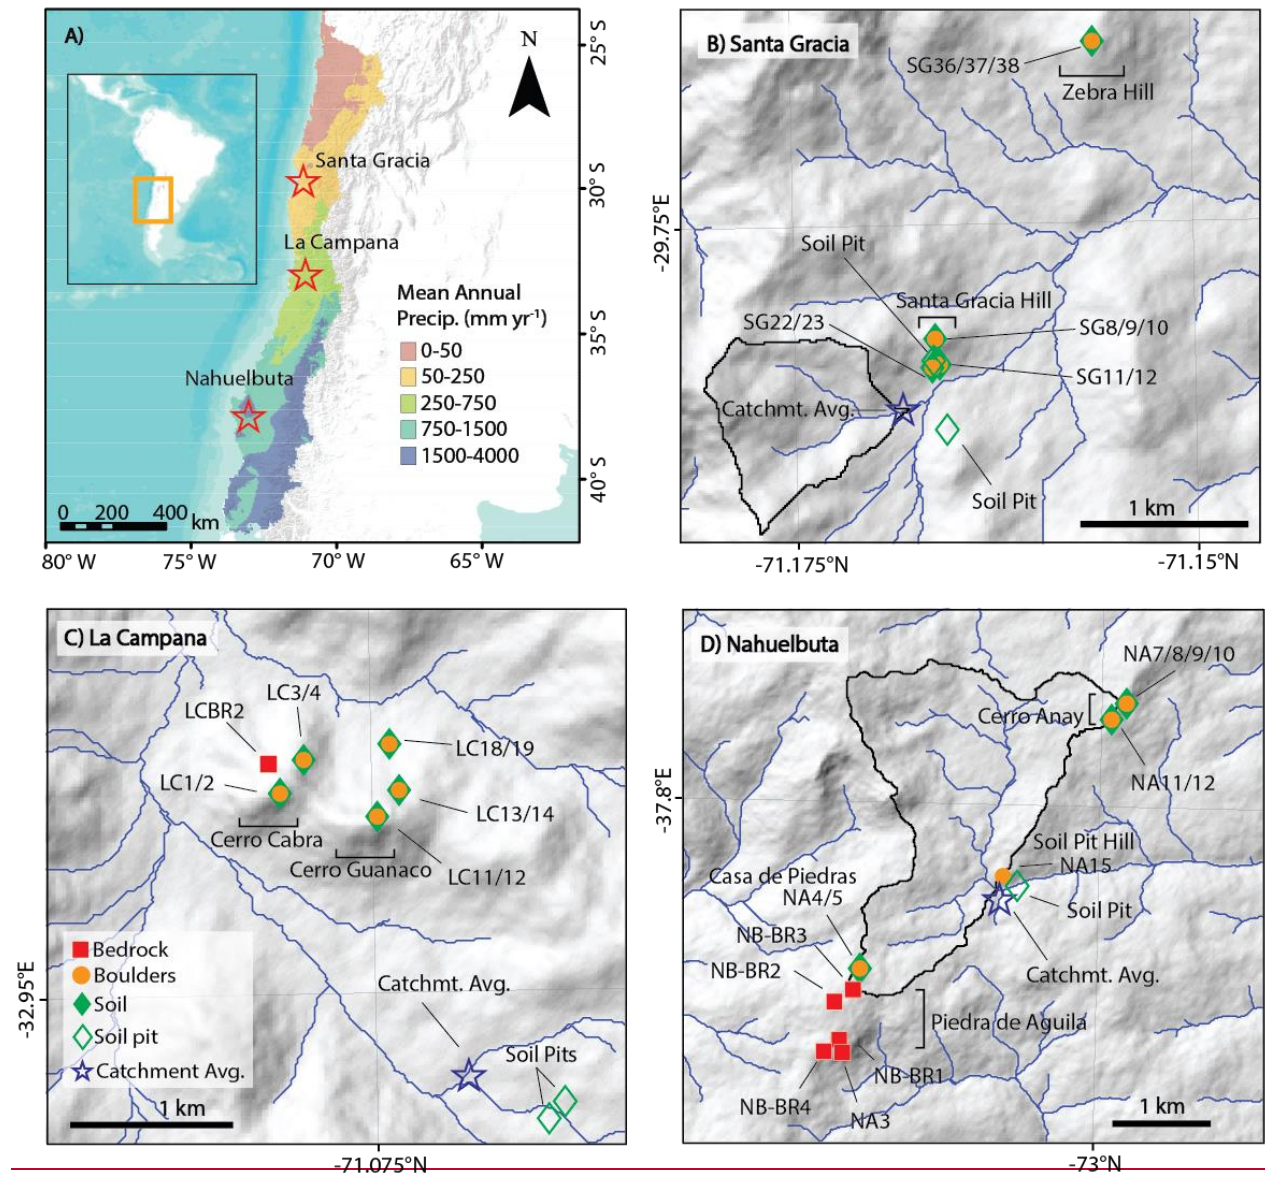 A)
N
25°S
30°S
35°S
40°S
Santa Gracia
La Campana
Nahuelbuta
Mean Annual
Precip. (mm yr-1)
0-50
50-250
250-750
750-1500
1500-4000
0 200 400 km
80°W 75°W 70°W 65°W
B) Santa Gracia
SG36/37/38
Zebra Hill
-29.75°E
Soil Pit
Santa Gracia Hill
SG22/23
SG8/9/10
SG11/12
Catchmt. Avg.
Soil Pit
1 km
-71.175°N -71.15°N
C) La Campana
LC3/4
LCBR2
LC18/19
LC1/2
LC13/14
Cerro Cabra
Cerro Guanaco
LC11/12
Bedrock
Boulders
Soil
Soil pit
Catchment Avg.
-32.95°E
Catchmt. Avg.
Soil Pits
1 km
-71.075°N
D) Nahuelbuta
NA7/8/9/10
Cerro Anay
NA11/12
-37.8°E
Soil Pit Hill
NA15
Casa de Piedras
NA4/5
Soil Pit
NB-BR3
NB-BR2
Catchmt. Avg.
Piedra de Aguila
NB-BR1
NB-BR4
NA3
1 km
-73°N